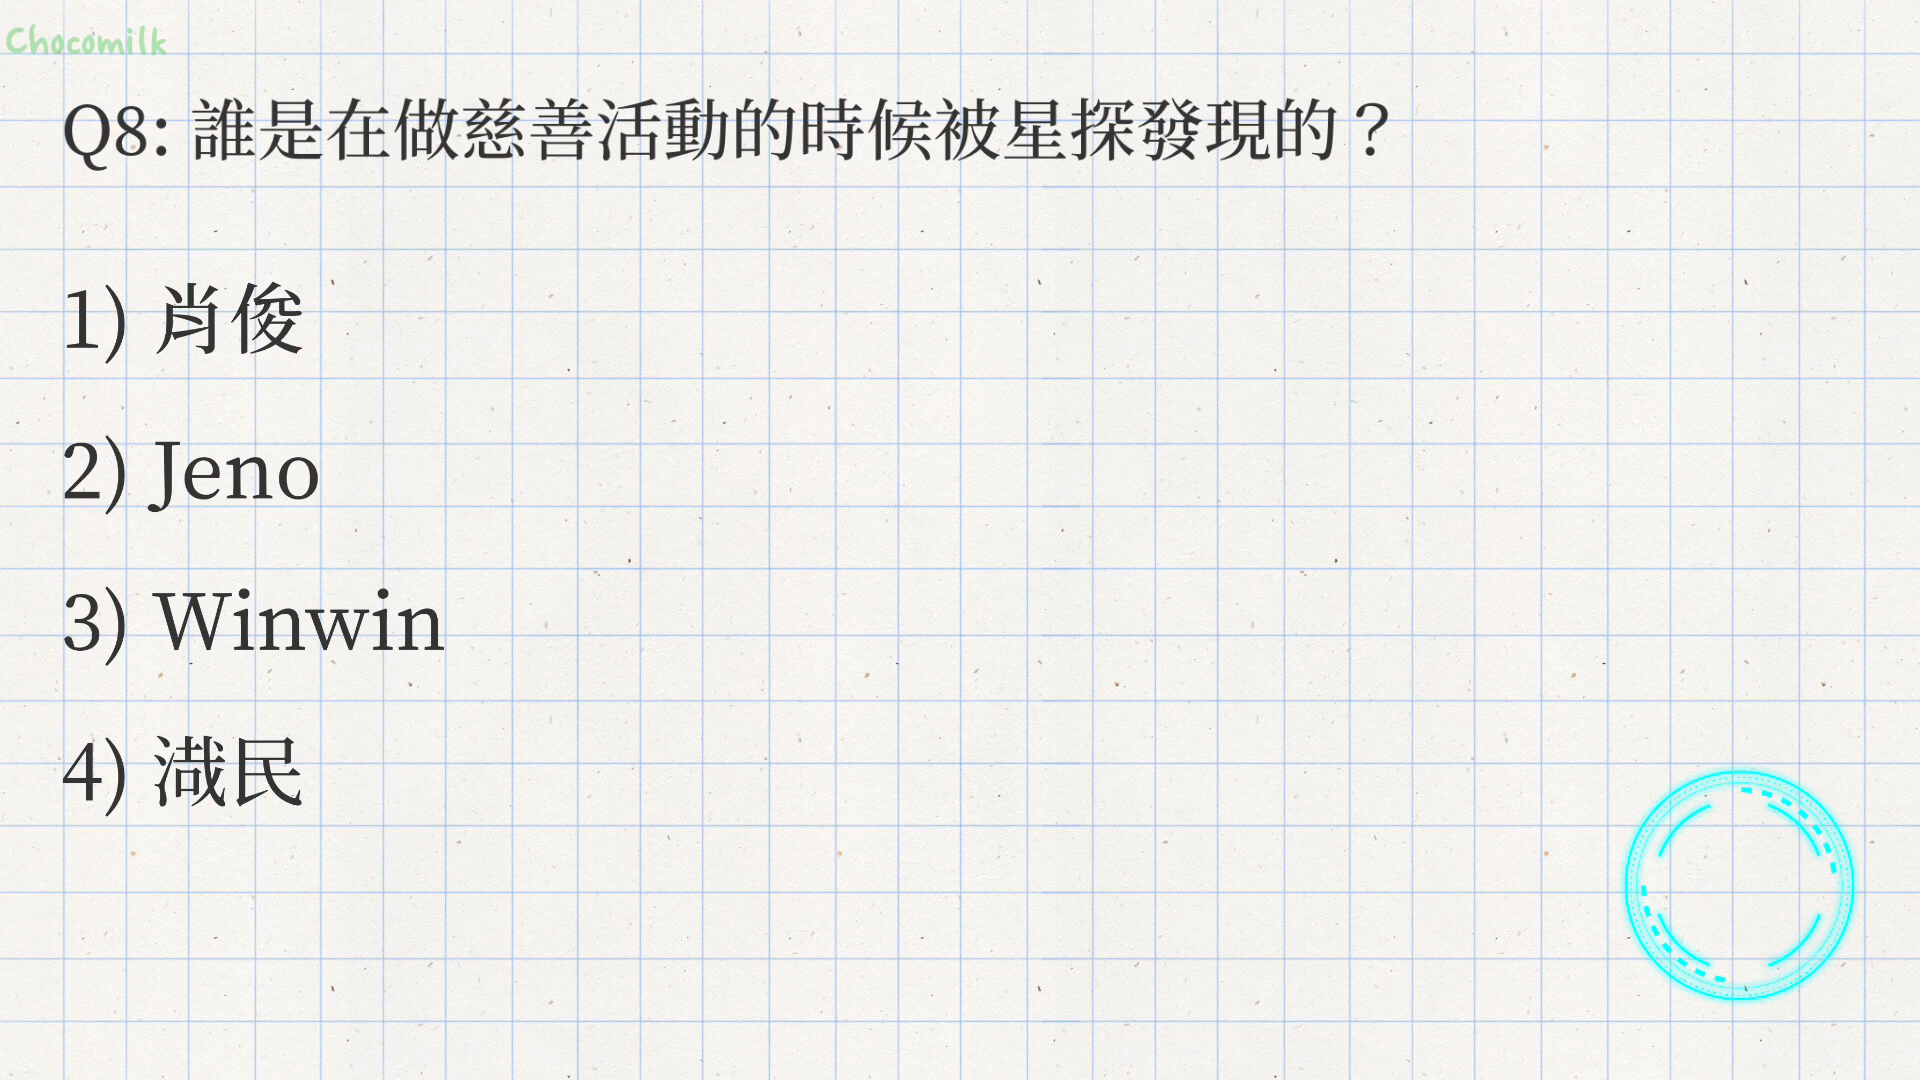 Chocomilk
Q8: 誰是在做慈善活動的時候被星探發現的？
1) 肖俊
2) Jeno
3) Winwin
4) 渽民